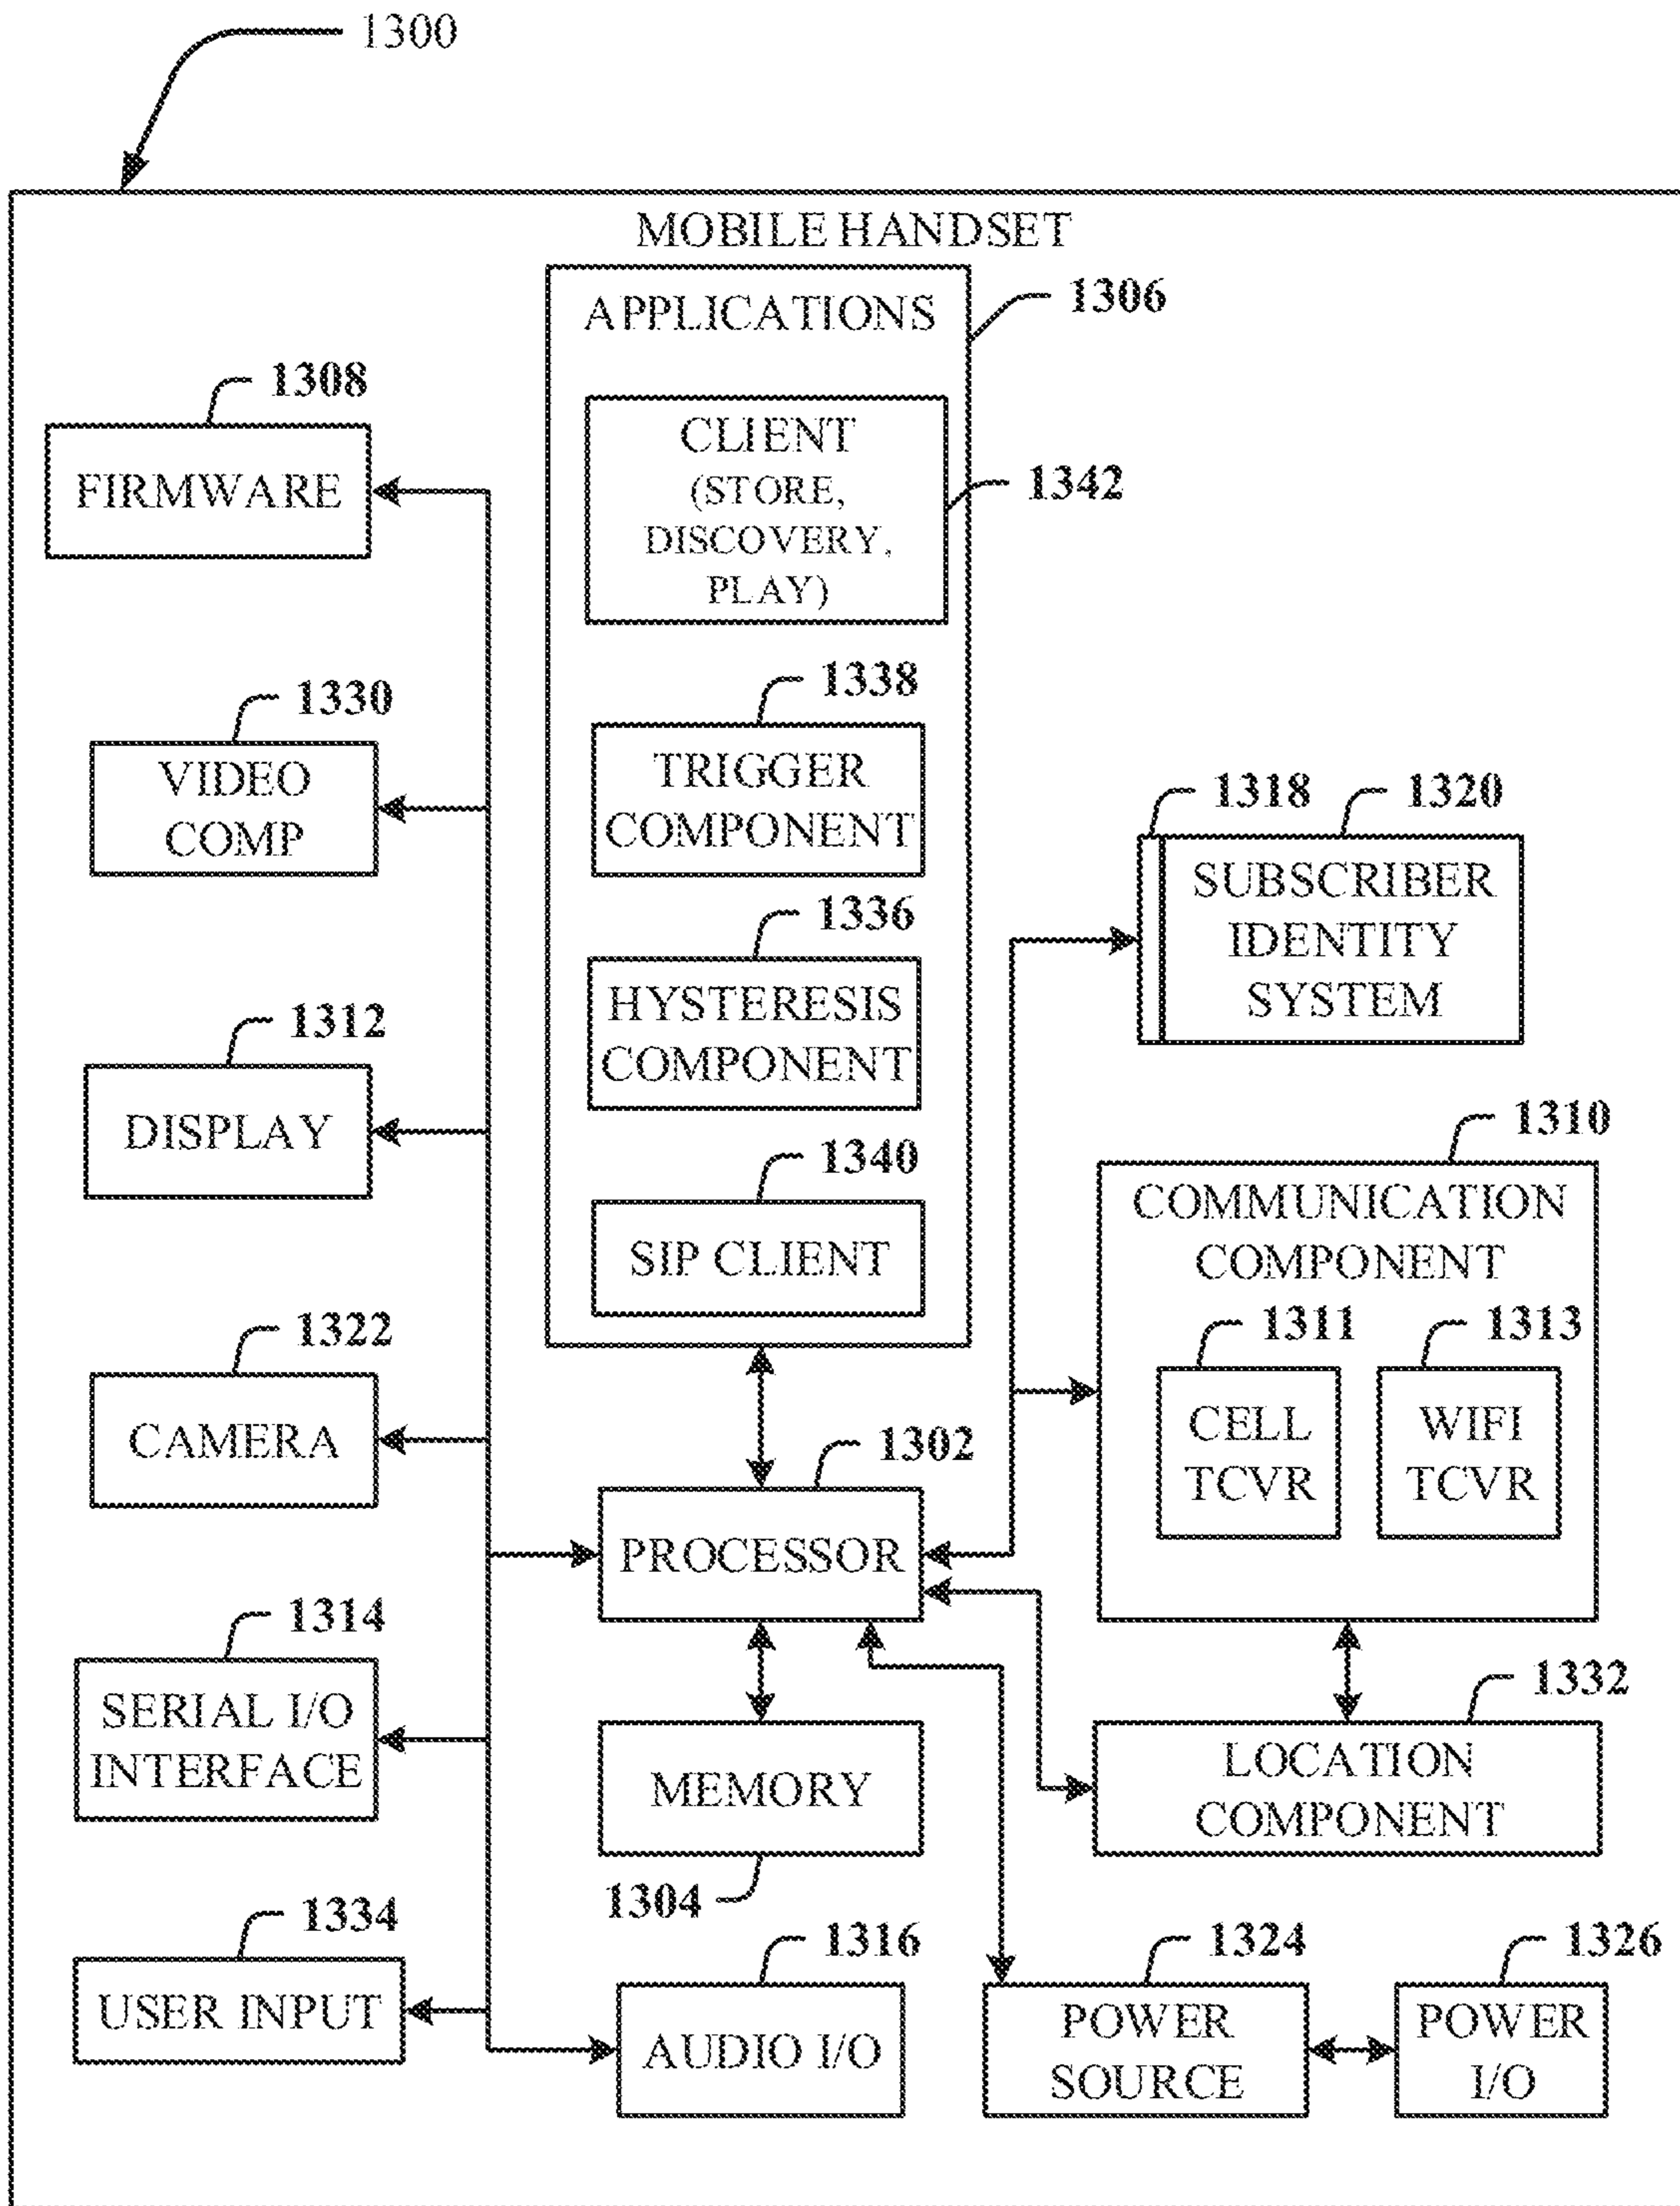 1300
MOBILE HANDSET
APPLICATIONS
1306
CLIENT
(STORE,
DISCOVERY,
PLAY)
1342
1338
TRIGGER
COMPONENT
1336
HYSTERESIS
COMPONENT
1340
SIP CLIENT
1308
FIRMWARE
1330
VIDEO
COMP
1312
DISPLAY
1322
CAMERA
1314
SERIAL I/O
INTERFACE
1334
USER INPUT
1302
PROCESSOR
MEMORY
1304
1316
AUDIO I/O
1318
1320
SUBSCRIBER
IDENTITY
SYSTEM
1310
COMMUNICATION
COMPONENT
1311
CELL
TCVR
1313
WIFI
TCVR
1332
LOCATION
COMPONENT
1324
POWER
SOURCE
1326
POWER
I/O